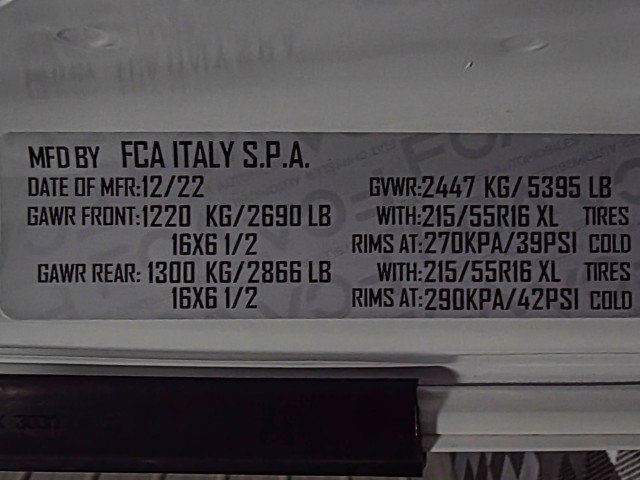 MFD BY FCA ITALY S.P.A.
DATE OF MFR: 12/22 GVWR: 2447 KG/ 5395 LB
GAWR FRONT: 1220 KG/2690 LB WITH: 215/55R16 XL TIRES
16X6 1/2 RIMS AT: 270KPA/39PSI COLD
GAWR REAR: 1300 KG/2866 LB WITH: 215/55R16 XL TIRES
16X6 1/2 RIMS AT: 290KPA/42PSI COLD